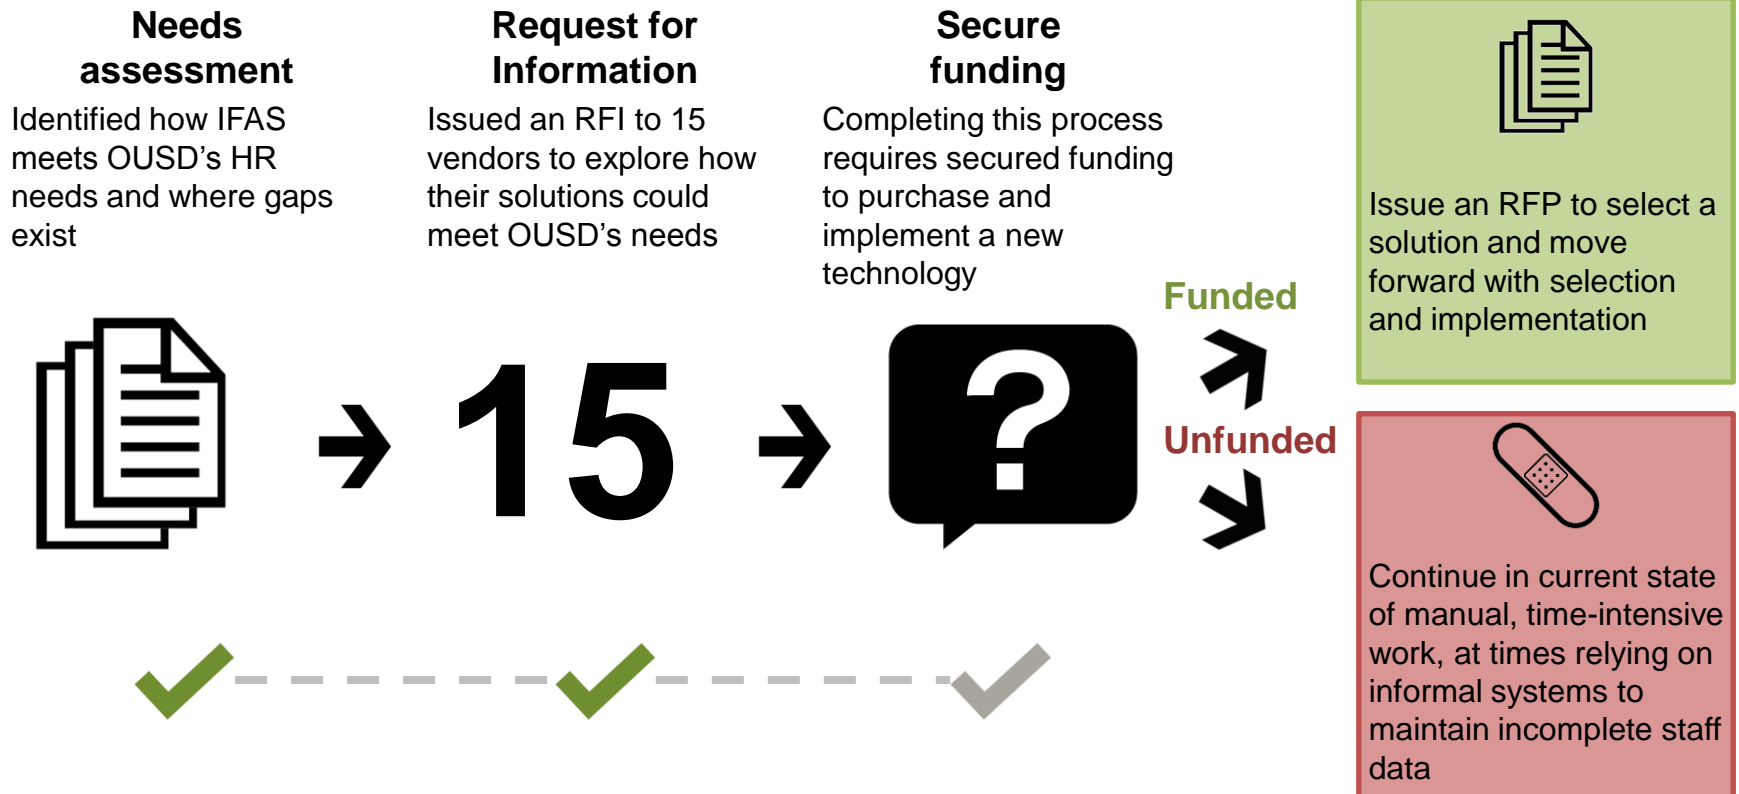 Needs
assessment
Identified how IFAS
meets OUSD's HR
needs and where gaps
exist
Request for
Information
Issued an RFI to 15
vendors to explore how
their solutions could
meet OUSD's needs
15
Secure
funding
Completing this process
requires secured funding
to purchase and
implement a new
technology
?
Funded
Unfunded
Issue an RFP to select a
solution and move
forward with selection
and implementation
Continue in current state
of manual, time-intensive
work, at times relying on
informal systems to
maintain incomplete staff
data